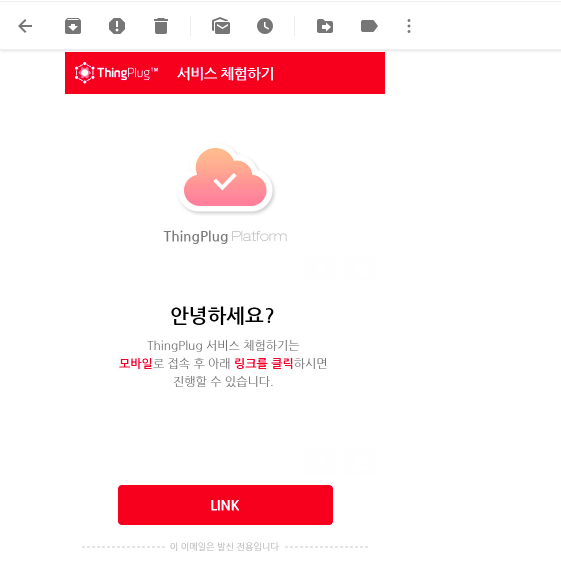 ThingPlug™ 서비스 체험하기
ThingPlug Platform
안녕하세요?
ThingPlug 서비스 체험하기는
모바일로 접속 후 아래 링크를 클릭하시면
진행할 수 있습니다.
LINK
이 이메일은 발신 전용입니다